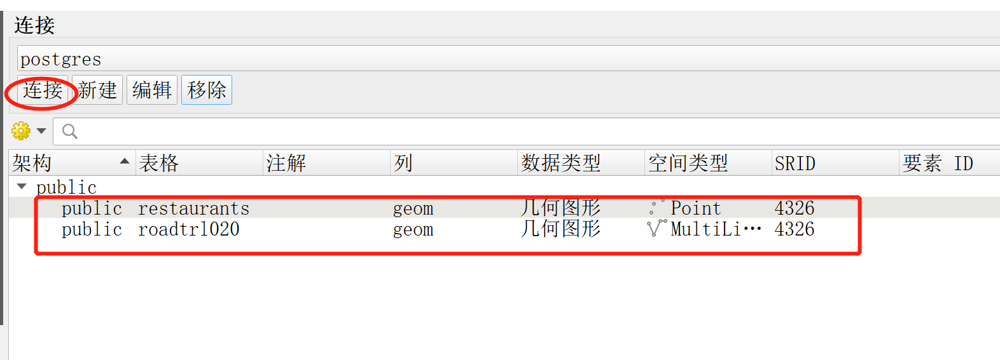 连接
postgres
连接 新建 编辑 移除
架构 表格 注解 列 数据类型 空间类型 SRID 要素 ID
public
public restaurants geom 几何图形 Point 4326
public roadtrl020 geom 几何图形 MultiLi… 4326